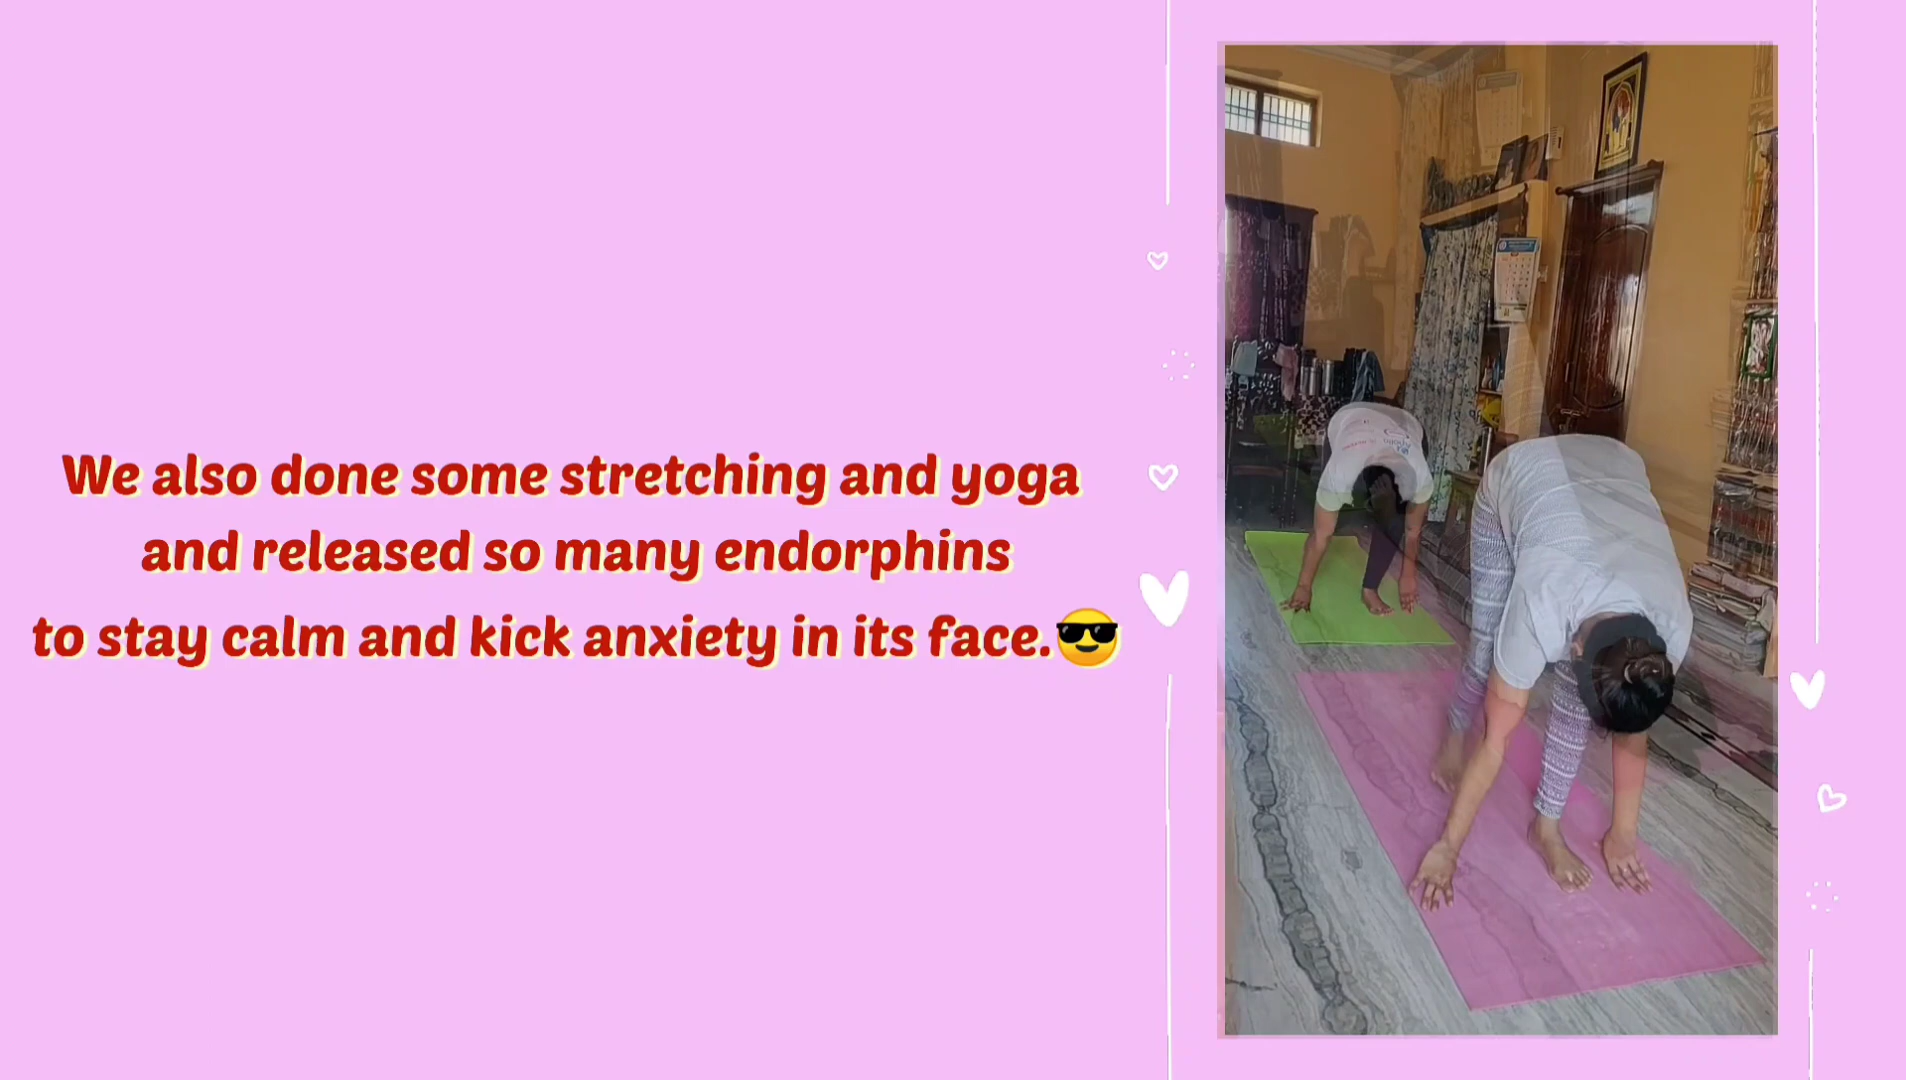 We also done some stretching and yoga
and released so many endorphins
to stay calm and kick anxiety in its face.😎